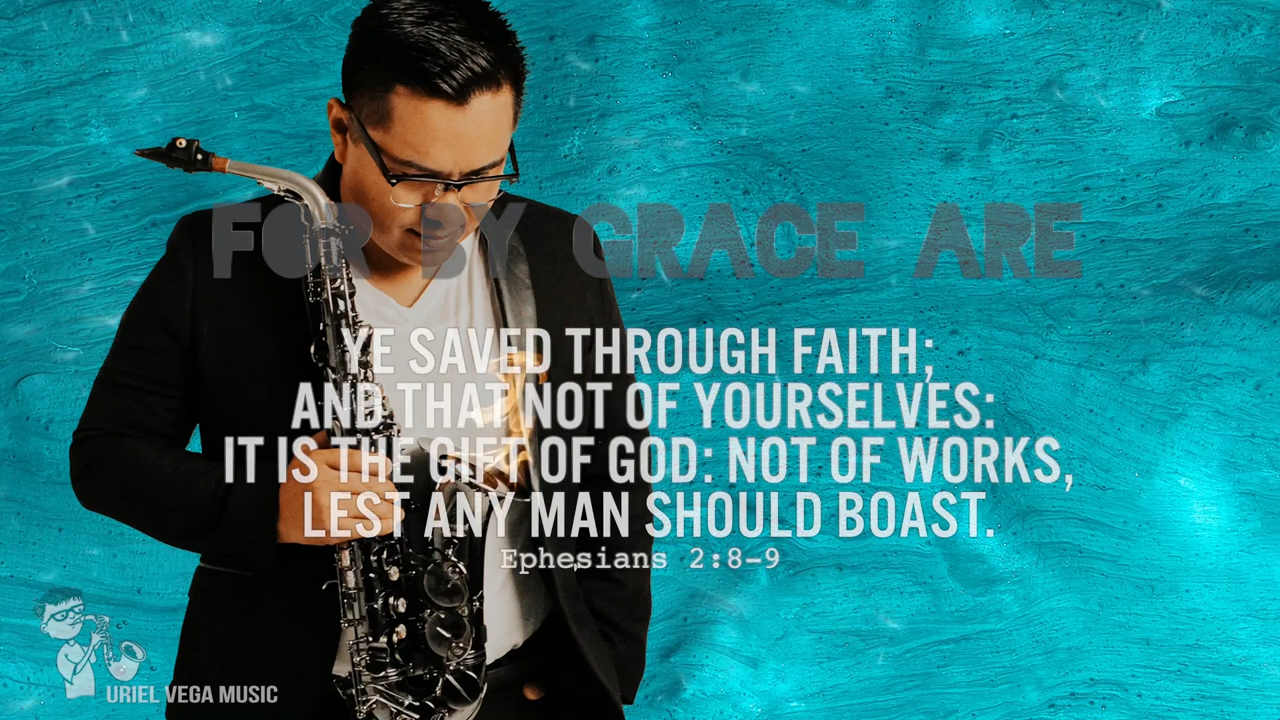 FOR BY GRACE ARE
YE SAVED THROUGH FAITH;
AND THAT NOT OF YOURSELVES:
IT IS THE GIFT OF GOD: NOT OF WORKS,
LEST ANY MAN SHOULD BOAST.
Ephesians 2:8-9
URIEL VEGA MUSIC